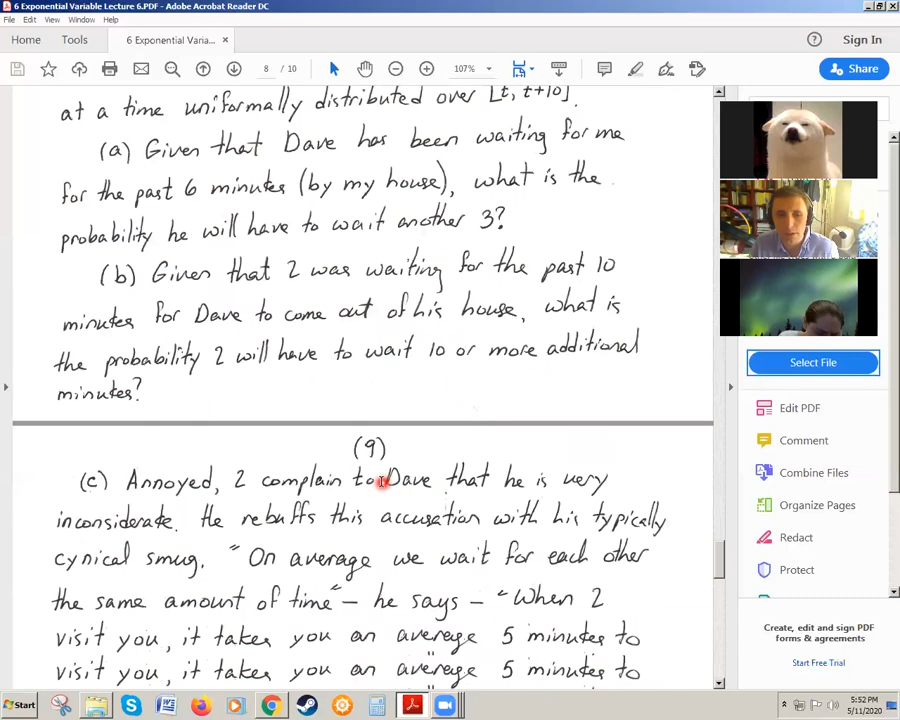 6 Exponential Variable Lecture 6.PDF - Adobe Acrobat Reader DC
File Edit View Window Help
Home Tools 6 Exponential Varia... × Sign In
8 / 10 107% Share
at a time uniformly distributed over [t, t+10].
(a) Given that Dave has been waiting for me
for the past 6 minutes (by my house), what is the
probability he will have to wait another 3?
(b) Given that 2 was waiting for the past 10
minutes for Dave to come out of his house, what is
the probability 2 will have to wait 10 or more additional
minutes?
(9)
(c) Annoyed, 2 complain to Dave that he is very
inconsiderate. He rebuffs this accusation with his typically
cynical smug. "On average we wait for each other
the same amount of time" – he says – "When 2
visit you, it takes you an average 5 minutes to
visit you, it takes you an average 5 minutes to
Select File
Edit PDF
Comment
Combine Files
Organize Pages
Redact
Protect
Create, edit and sign PDF
forms & agreements
Start Free Trial
Start
5:52 PM
5/11/2020